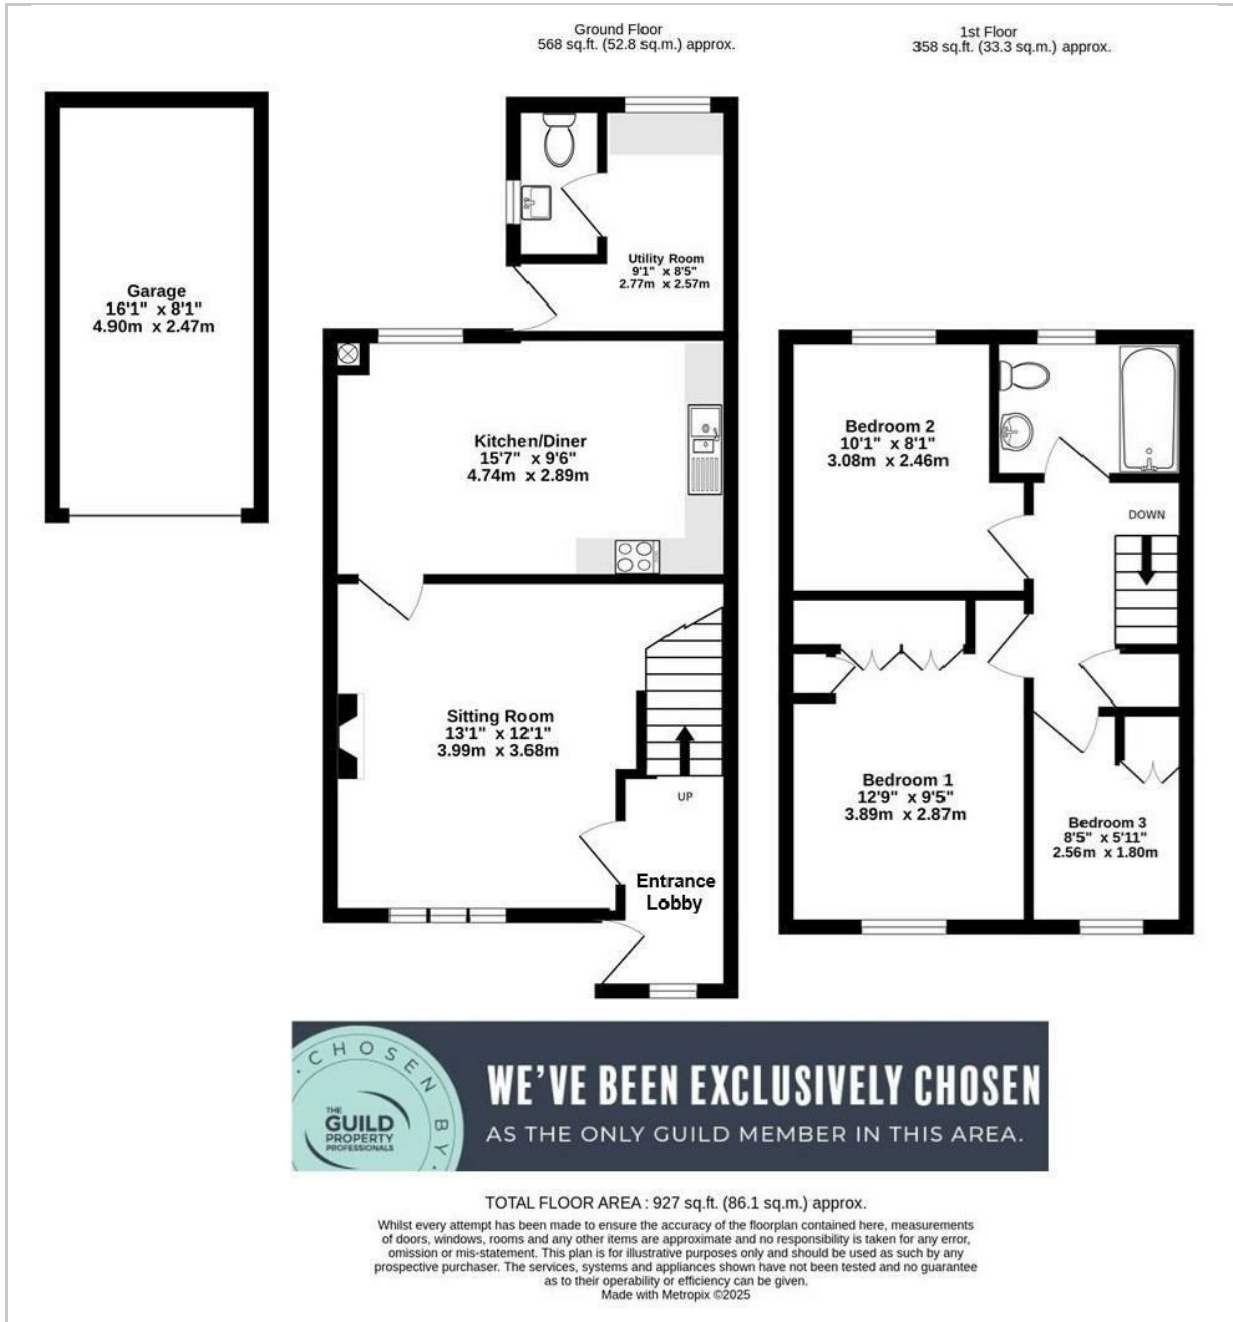 Ground Floor
568 sq.ft. (52.8 sq.m.) approx.
1st Floor
358 sq.ft. (33.3 sq.m.) approx.
Garage
16'1" x 8'1"
4.90m x 2.47m
Utility Room
9'1" x 8'5"
2.77m x 2.57m
Kitchen/Diner
15'7" x 9'6"
4.74m x 2.89m
Sitting Room
13'1" x 12'1"
3.99m x 3.68m
UP
Entrance
Lobby
Bedroom 2
10'1" x 8'1"
3.08m x 2.46m
DOWN
Bedroom 1
12'9" x 9'5"
3.89m x 2.87m
Bedroom 3
8'5" x 5'11"
2.56m x 1.80m
· CHOSEN BY ·
THE
GUILD
PROPERTY
PROFESSIONALS
WE'VE BEEN EXCLUSIVELY CHOSEN
AS THE ONLY GUILD MEMBER IN THIS AREA.
TOTAL FLOOR AREA : 927 sq.ft. (86.1 sq.m.) approx.
Whilst every attempt has been made to ensure the accuracy of the floorplan contained here, measurements
of doors, windows, rooms and any other items are approximate and no responsibility is taken for any error,
omission or mis-statement. This plan is for illustrative purposes only and should be used as such by any
prospective purchaser. The services, systems and appliances shown have not been tested and no guarantee
as to their operability or efficiency can be given.
Made with Metropix ©2025